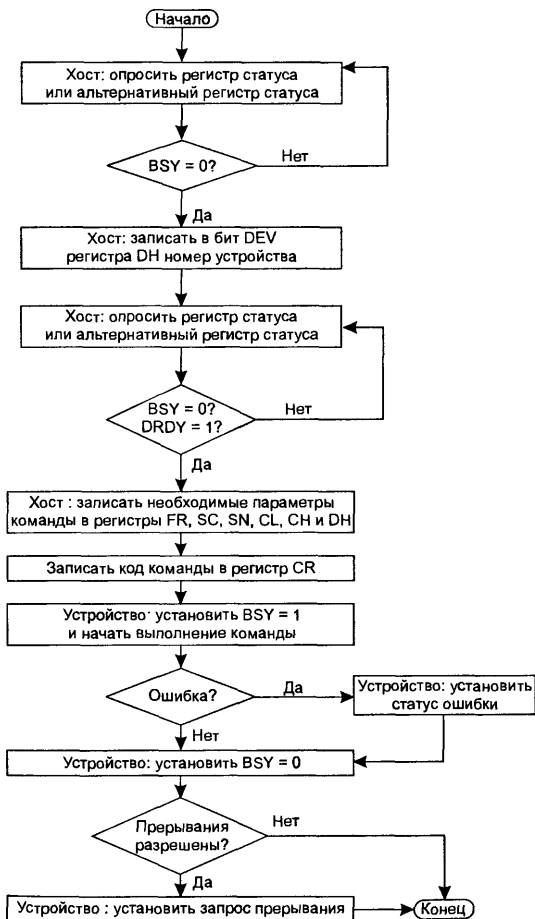 Начало
Хост: опросить регистр статуса
или альтернативный регистр статуса
BSY = 0?
Нет
Да
Хост: записать в бит DEV
регистра DH номер устройства
Хост: опросить регистр статуса
или альтернативный регистр статуса
BSY = 0?
DRDY = 1?
Нет
Да
Хост : записать необходимые параметры
команды в регистры FR, SC, SN, CL, CH и DH
Записать код команды в регистр CR
Устройство· установить BSY = 1
и начать выполнение команды
Ошибка?
Да
Устройство: установить
статус ошибки
Нет
Устройство: установить BSY = 0
Прерывания
разрешены?
Нет
Да
Устройство : установить запрос прерывания
Конец